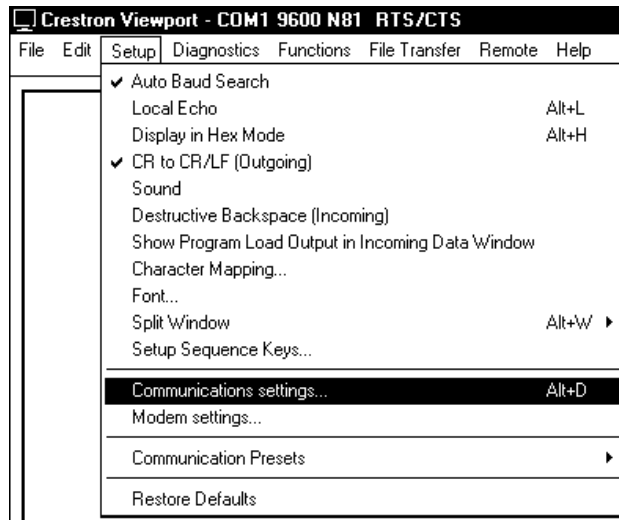 Crestron Viewport - COM1 9600 N81 RTS/CTS
File Edit Setup Diagnostics Functions File Transfer Remote Help
✔ Auto Baud Search
Local Echo Alt+L
Display in Hex Mode Alt+H
✔ CR to CR/LF (Outgoing)
Sound
Destructive Backspace (Incoming)
Show Program Load Output in Incoming Data Window
Character Mapping...
Font...
Split Window Alt+W
Setup Sequence Keys...
Communications settings... Alt+D
Modem settings...
Communication Presets
Restore Defaults